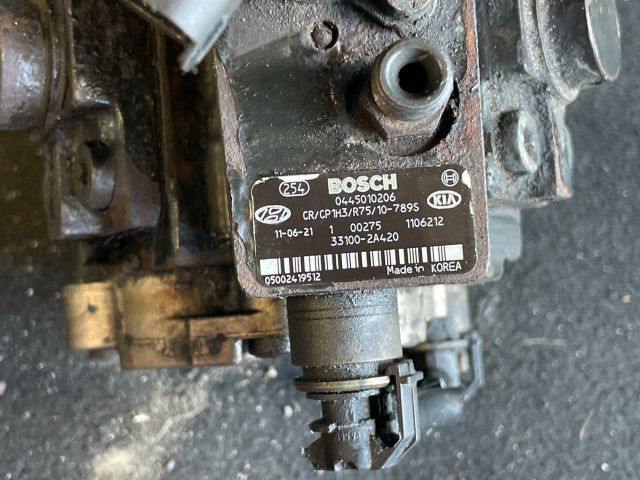 254 BOSCH
0445010206
CR/CP1H3/R75/10-789S
KIA
11-06-21 1 00275 1106212
33100-2A420
05002419512 Made in KOREA